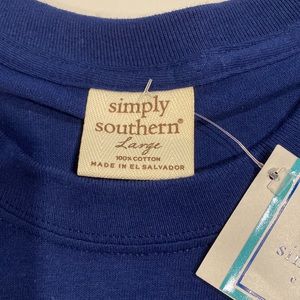 simply
southern®
Large
100% COTTON
MADE IN EL SALVADOR